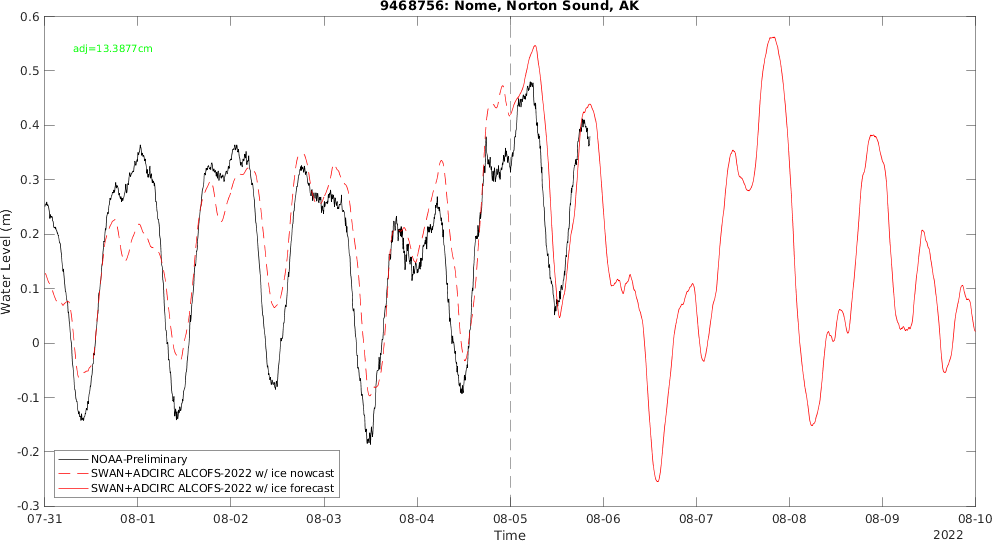 9468756: Nome, Norton Sound, AK
adj=13.3877cm
Water Level (m)
0.6
0.5
0.4
0.3
0.2
0.1
0
-0.1
-0.2
-0.3
NOAA-Preliminary
SWAN+ADCIRC ALCOFS-2022 w/ ice nowcast
SWAN+ADCIRC ALCOFS-2022 w/ ice forecast
07-31 08-01 08-02 08-03 08-04 08-05 08-06 08-07 08-08 08-09 08-10
Time
2022